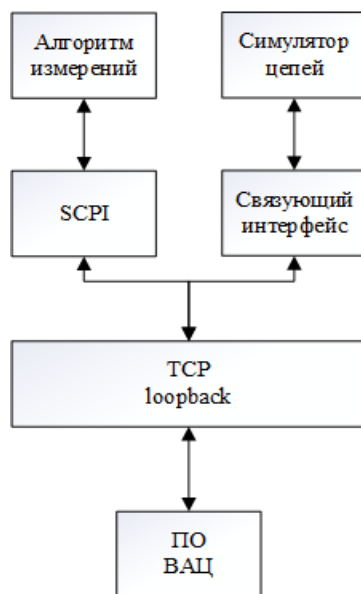 Алгоритм
измерений
Симулятор
цепей
SCPI
Связующий
интерфейс
TCP
loopback
ПО
ВАЦ